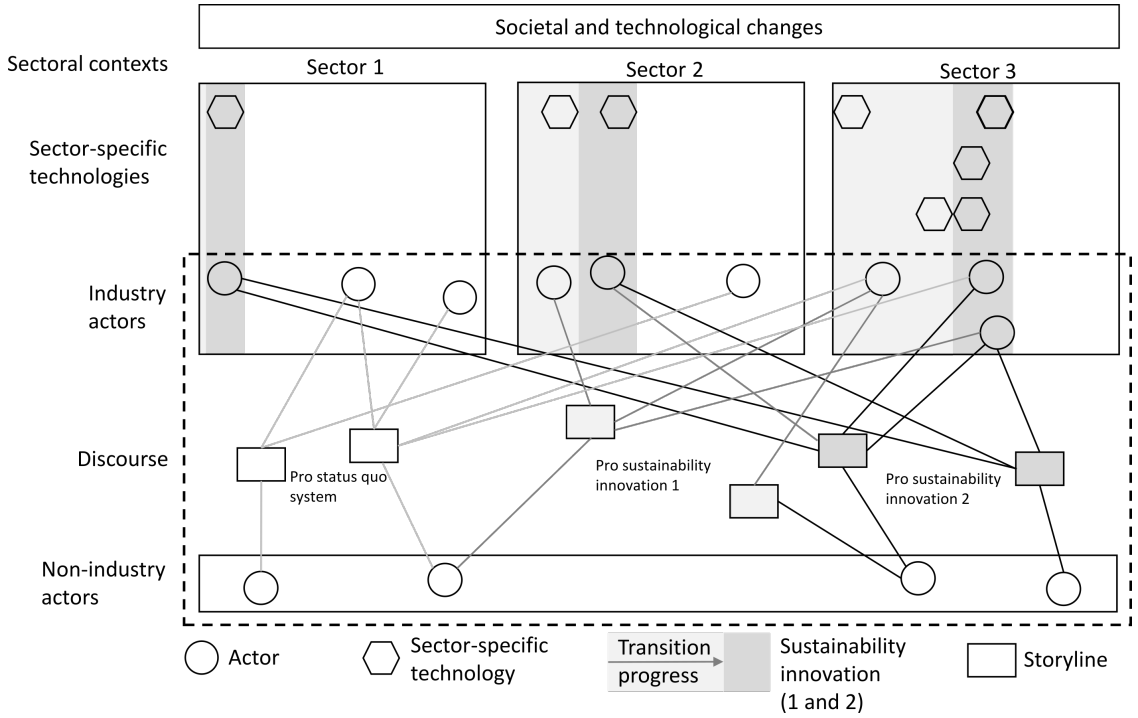 Societal and technological changes
Sectoral contexts
Sector 1
Sector 2
Sector 3
Sector-specific
technologies
Industry
actors
Discourse
Pro status quo
system
Pro sustainability
innovation 1
Pro sustainability
innovation 2
Non-industry
actors
Actor
Sector-specific
technology
Transition
progress
Sustainability
innovation
(1 and 2)
Storyline